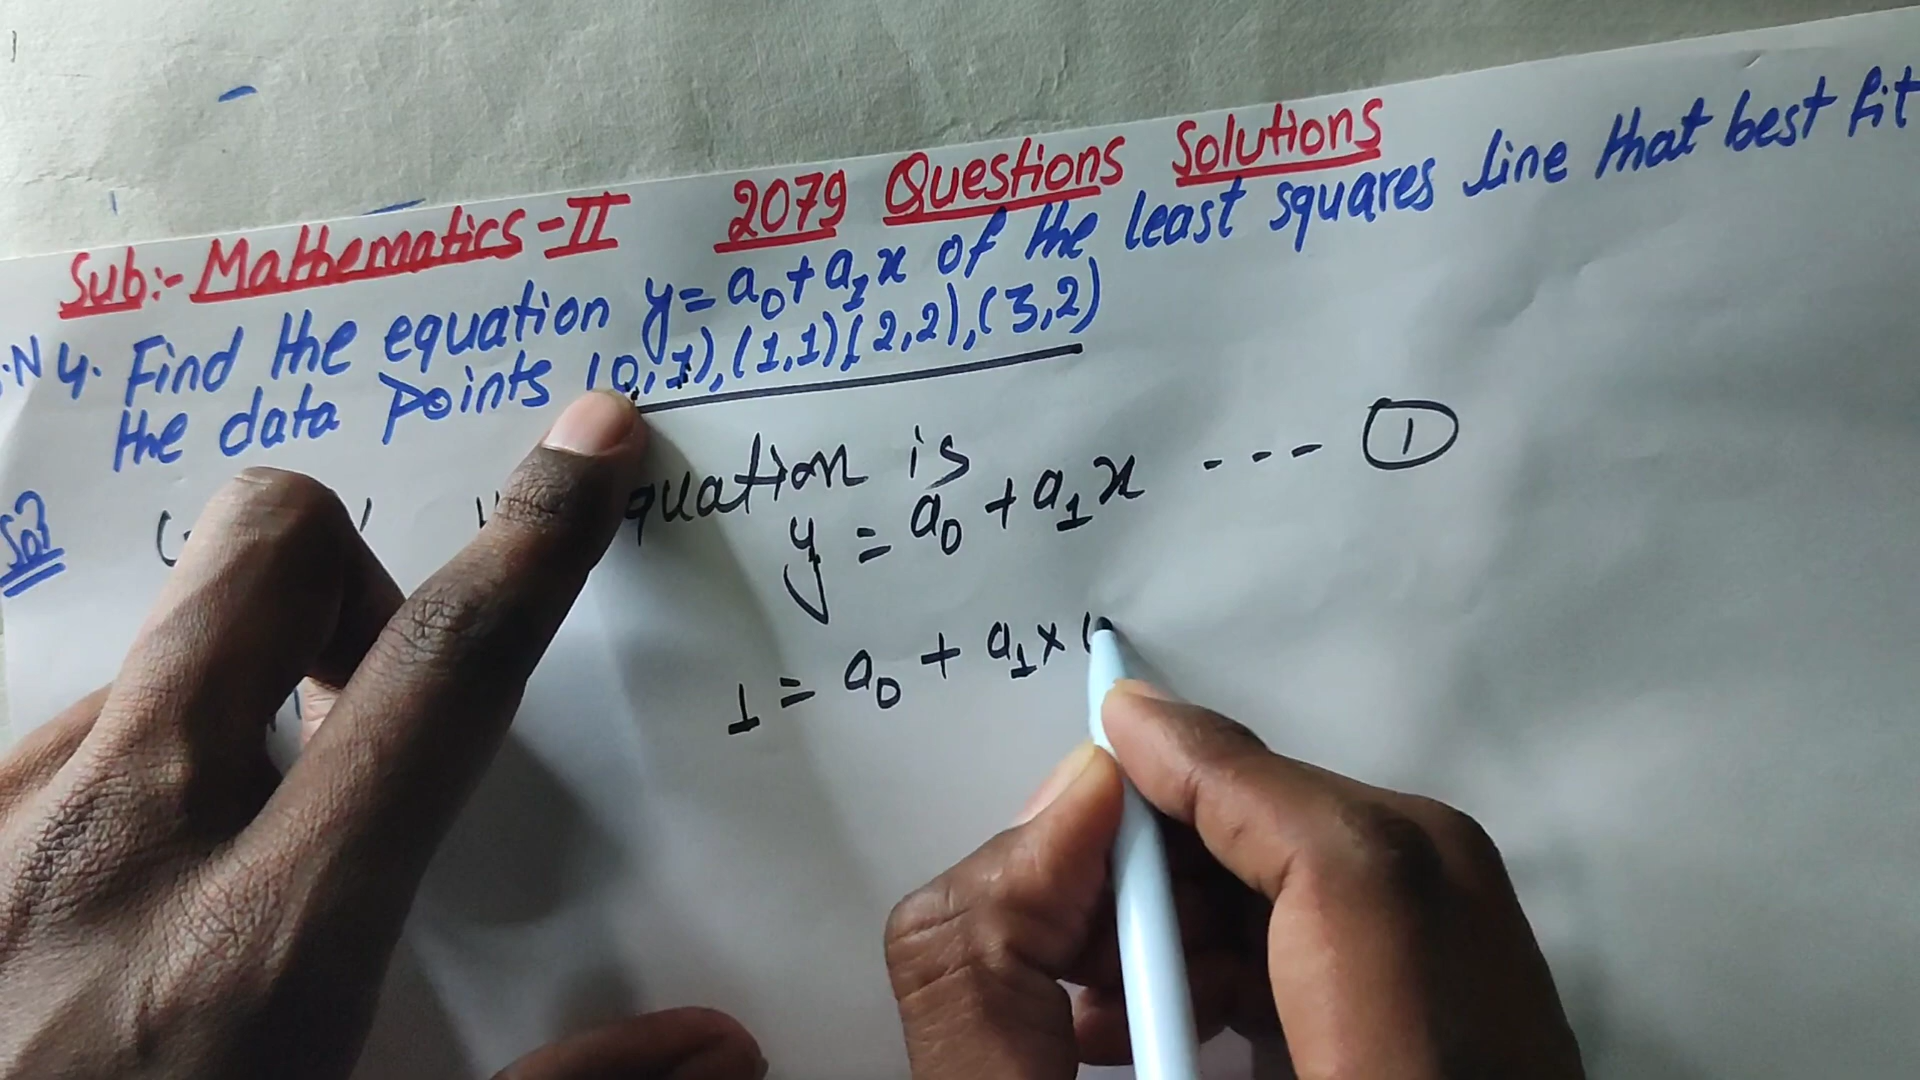 Sub:- Mathematics-II 2079 Questions Solutions
.N 4. Find the equation y=a₀+a₁x of the least squares line that best fit
the data points (0,1),(1,1)(2,2),(3,2)
Sol quation is
y = a₀ + a₁x --- ①
1 = a₀ + a₁×